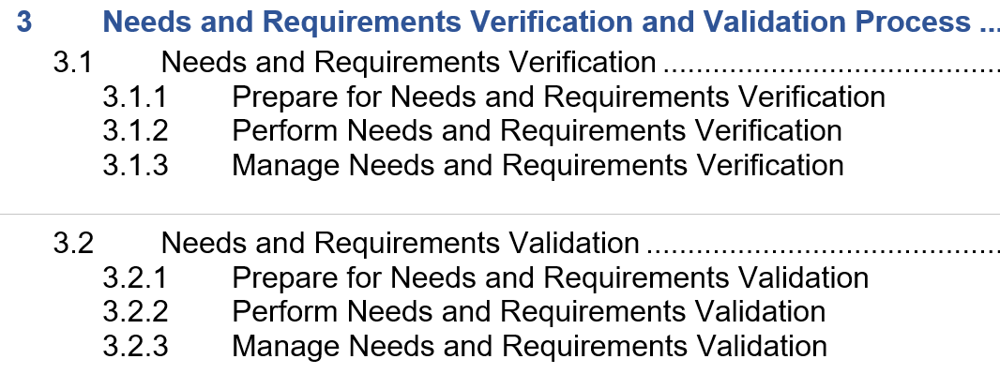 3 Needs and Requirements Verification and Validation Process ...
3.1 Needs and Requirements Verification ........................................
3.1.1 Prepare for Needs and Requirements Verification
3.1.2 Perform Needs and Requirements Verification
3.1.3 Manage Needs and Requirements Verification
3.2 Needs and Requirements Validation ..........................................
3.2.1 Prepare for Needs and Requirements Validation
3.2.2 Perform Needs and Requirements Validation
3.2.3 Manage Needs and Requirements Validation